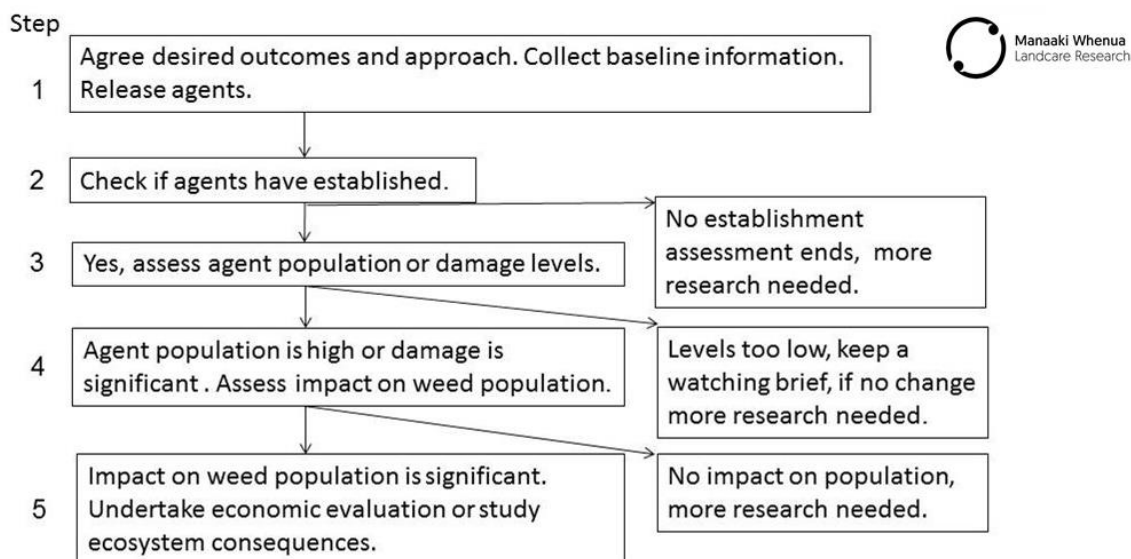 Step
Manaaki Whenua
Landcare Research
1
Agree desired outcomes and approach. Collect baseline information.
Release agents.
2
Check if agents have established.
No establishment
assessment ends, more
research needed.
3
Yes, assess agent population or damage levels.
4
Agent population is high or damage is
significant . Assess impact on weed population.
Levels too low, keep a
watching brief, if no change
more research needed.
5
Impact on weed population is significant.
Undertake economic evaluation or study
ecosystem consequences.
No impact on population,
more research needed.